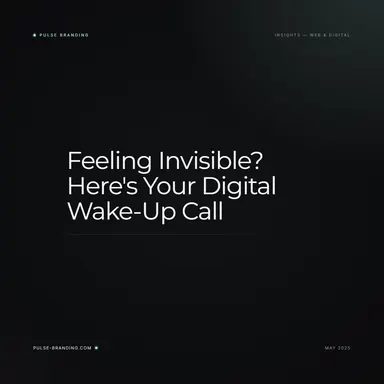 PULSE BRANDING
INSIGHTS — WEB & DIGITAL
Feeling Invisible?
Here's Your Digital
Wake-Up Call
PULSE-BRANDING.COM
MAY 2025